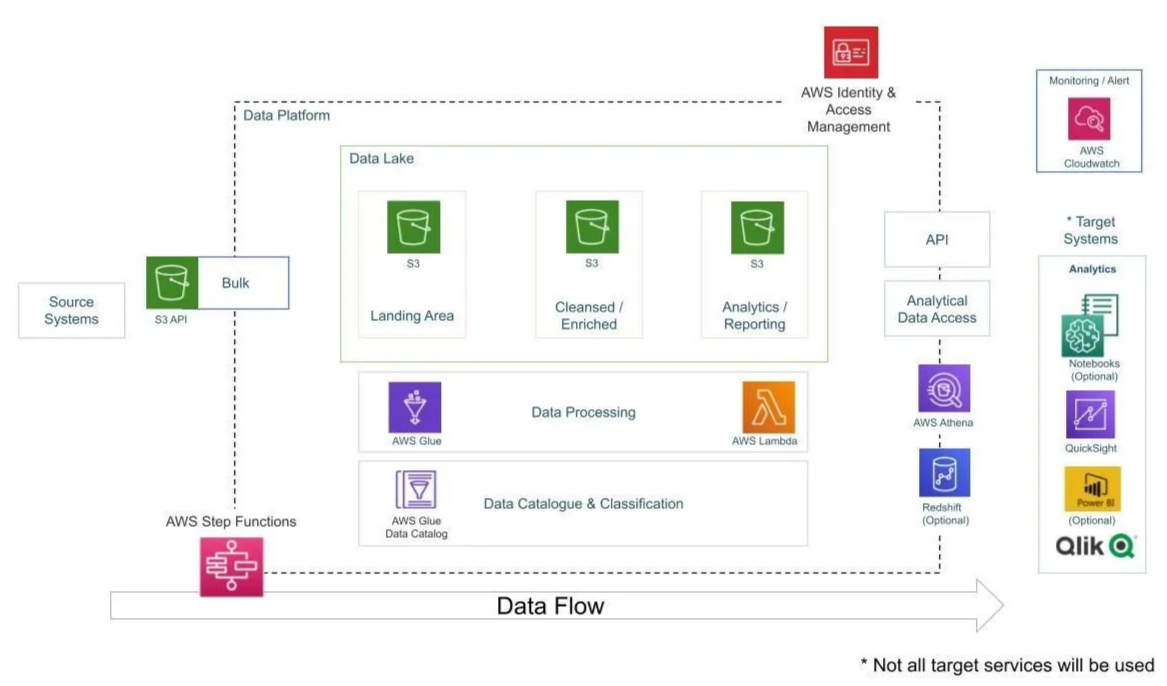 AWS Identity &
Access
Management
Monitoring / Alert
AWS
Cloudwatch
Data Platform
Data Lake
S3
Landing Area
S3
Cleansed /
Enriched
S3
Analytics /
Reporting
Source
Systems
Bulk
S3 API
API
Analytical
Data Access
* Target
Systems
Analytics
Notebooks
(Optional)
QuickSight
Power BI
(Optional)
Qlik
AWS Glue
Data Processing
AWS Lambda
AWS Athena
AWS Glue
Data Catalog
Data Catalogue & Classification
Redshift
(Optional)
AWS Step Functions
Data Flow
* Not all target services will be used